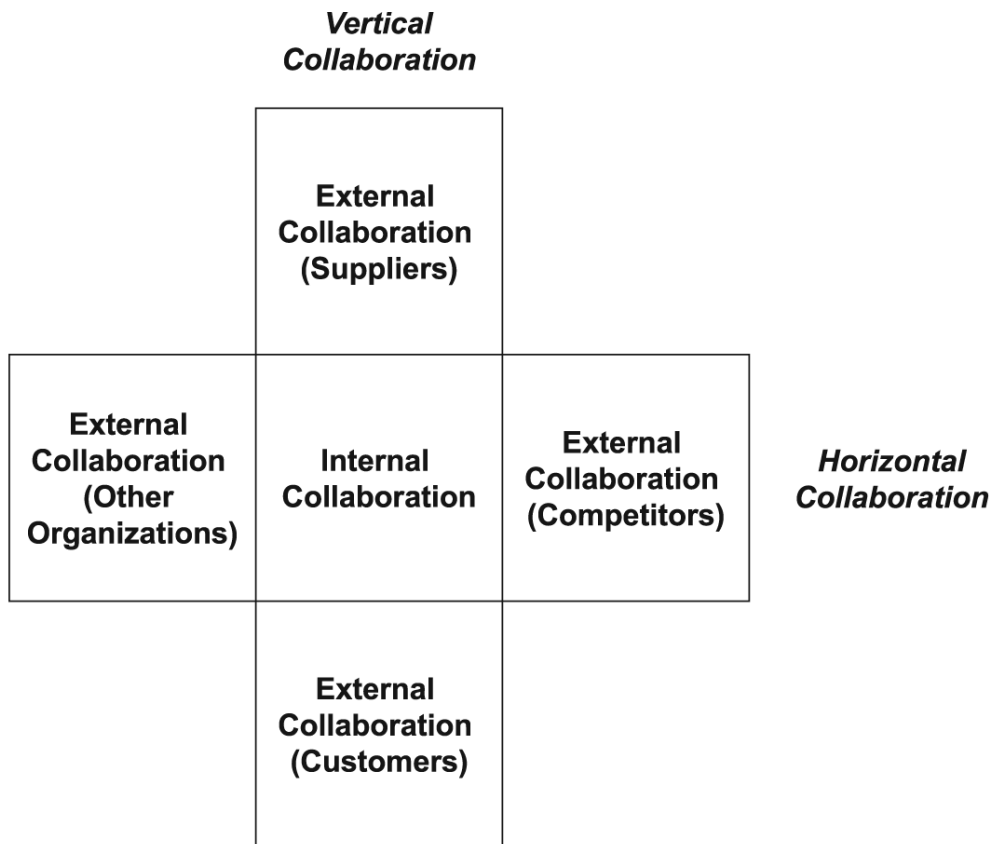 Vertical
Collaboration
External
Collaboration
(Suppliers)
External
Collaboration
(Other
Organizations)
Internal
Collaboration
External
Collaboration
(Competitors)
Horizontal
Collaboration
External
Collaboration
(Customers)